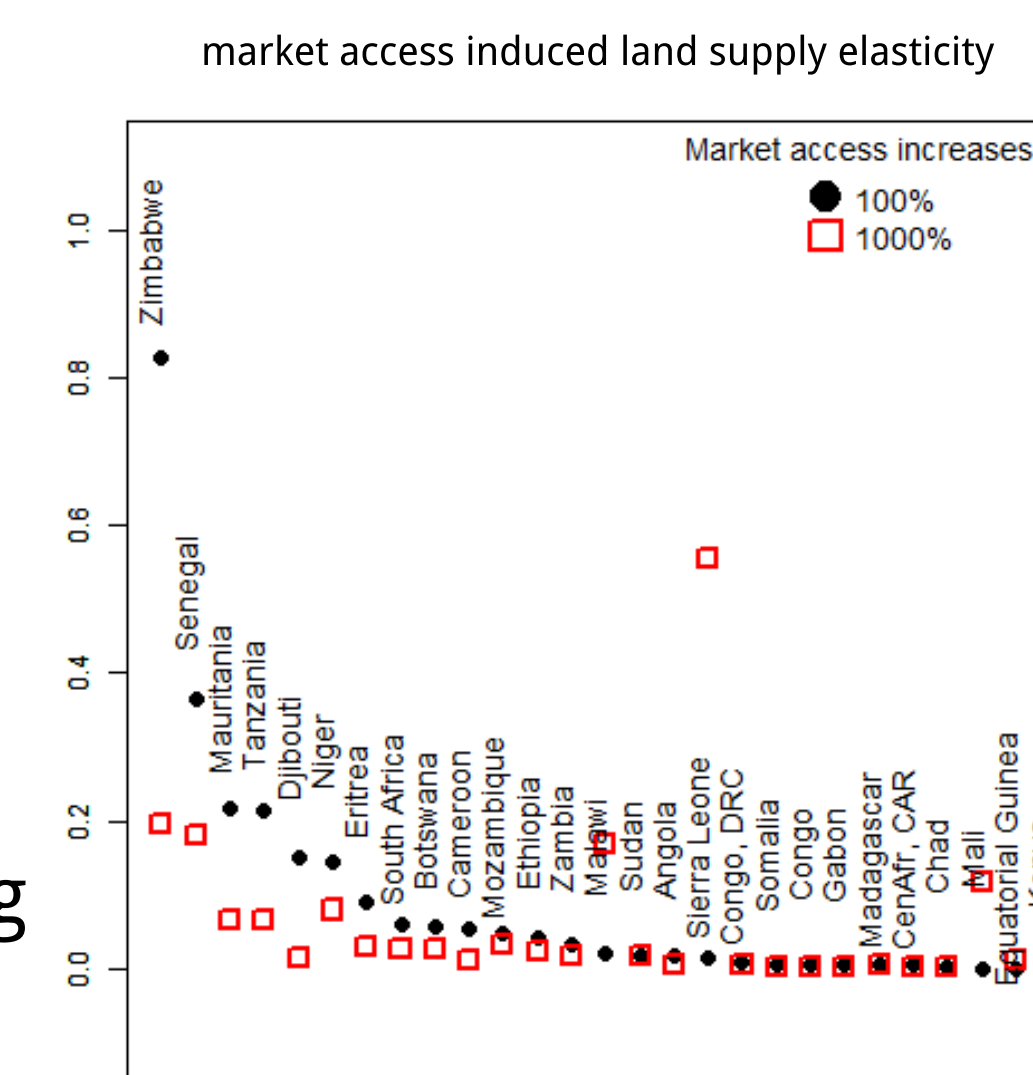 market access induced land supply elasticity
Market access increases
100%
1000%
1.0
0.8
0.6
0.4
0.2
0.0
Zimbabwe
Senegal
Mauritania
Tanzania
Djibouti
Niger
Eritrea
South Africa
Botswana
Cameroon
Mozambique
Ethiopia
Zambia
Malawi
Sudan
Angola
Sierra Leone
Congo, DRC
Somalia
Congo
Gabon
Madagascar
CenAfr, CAR
Chad
Mali
Equatorial Guinea
g